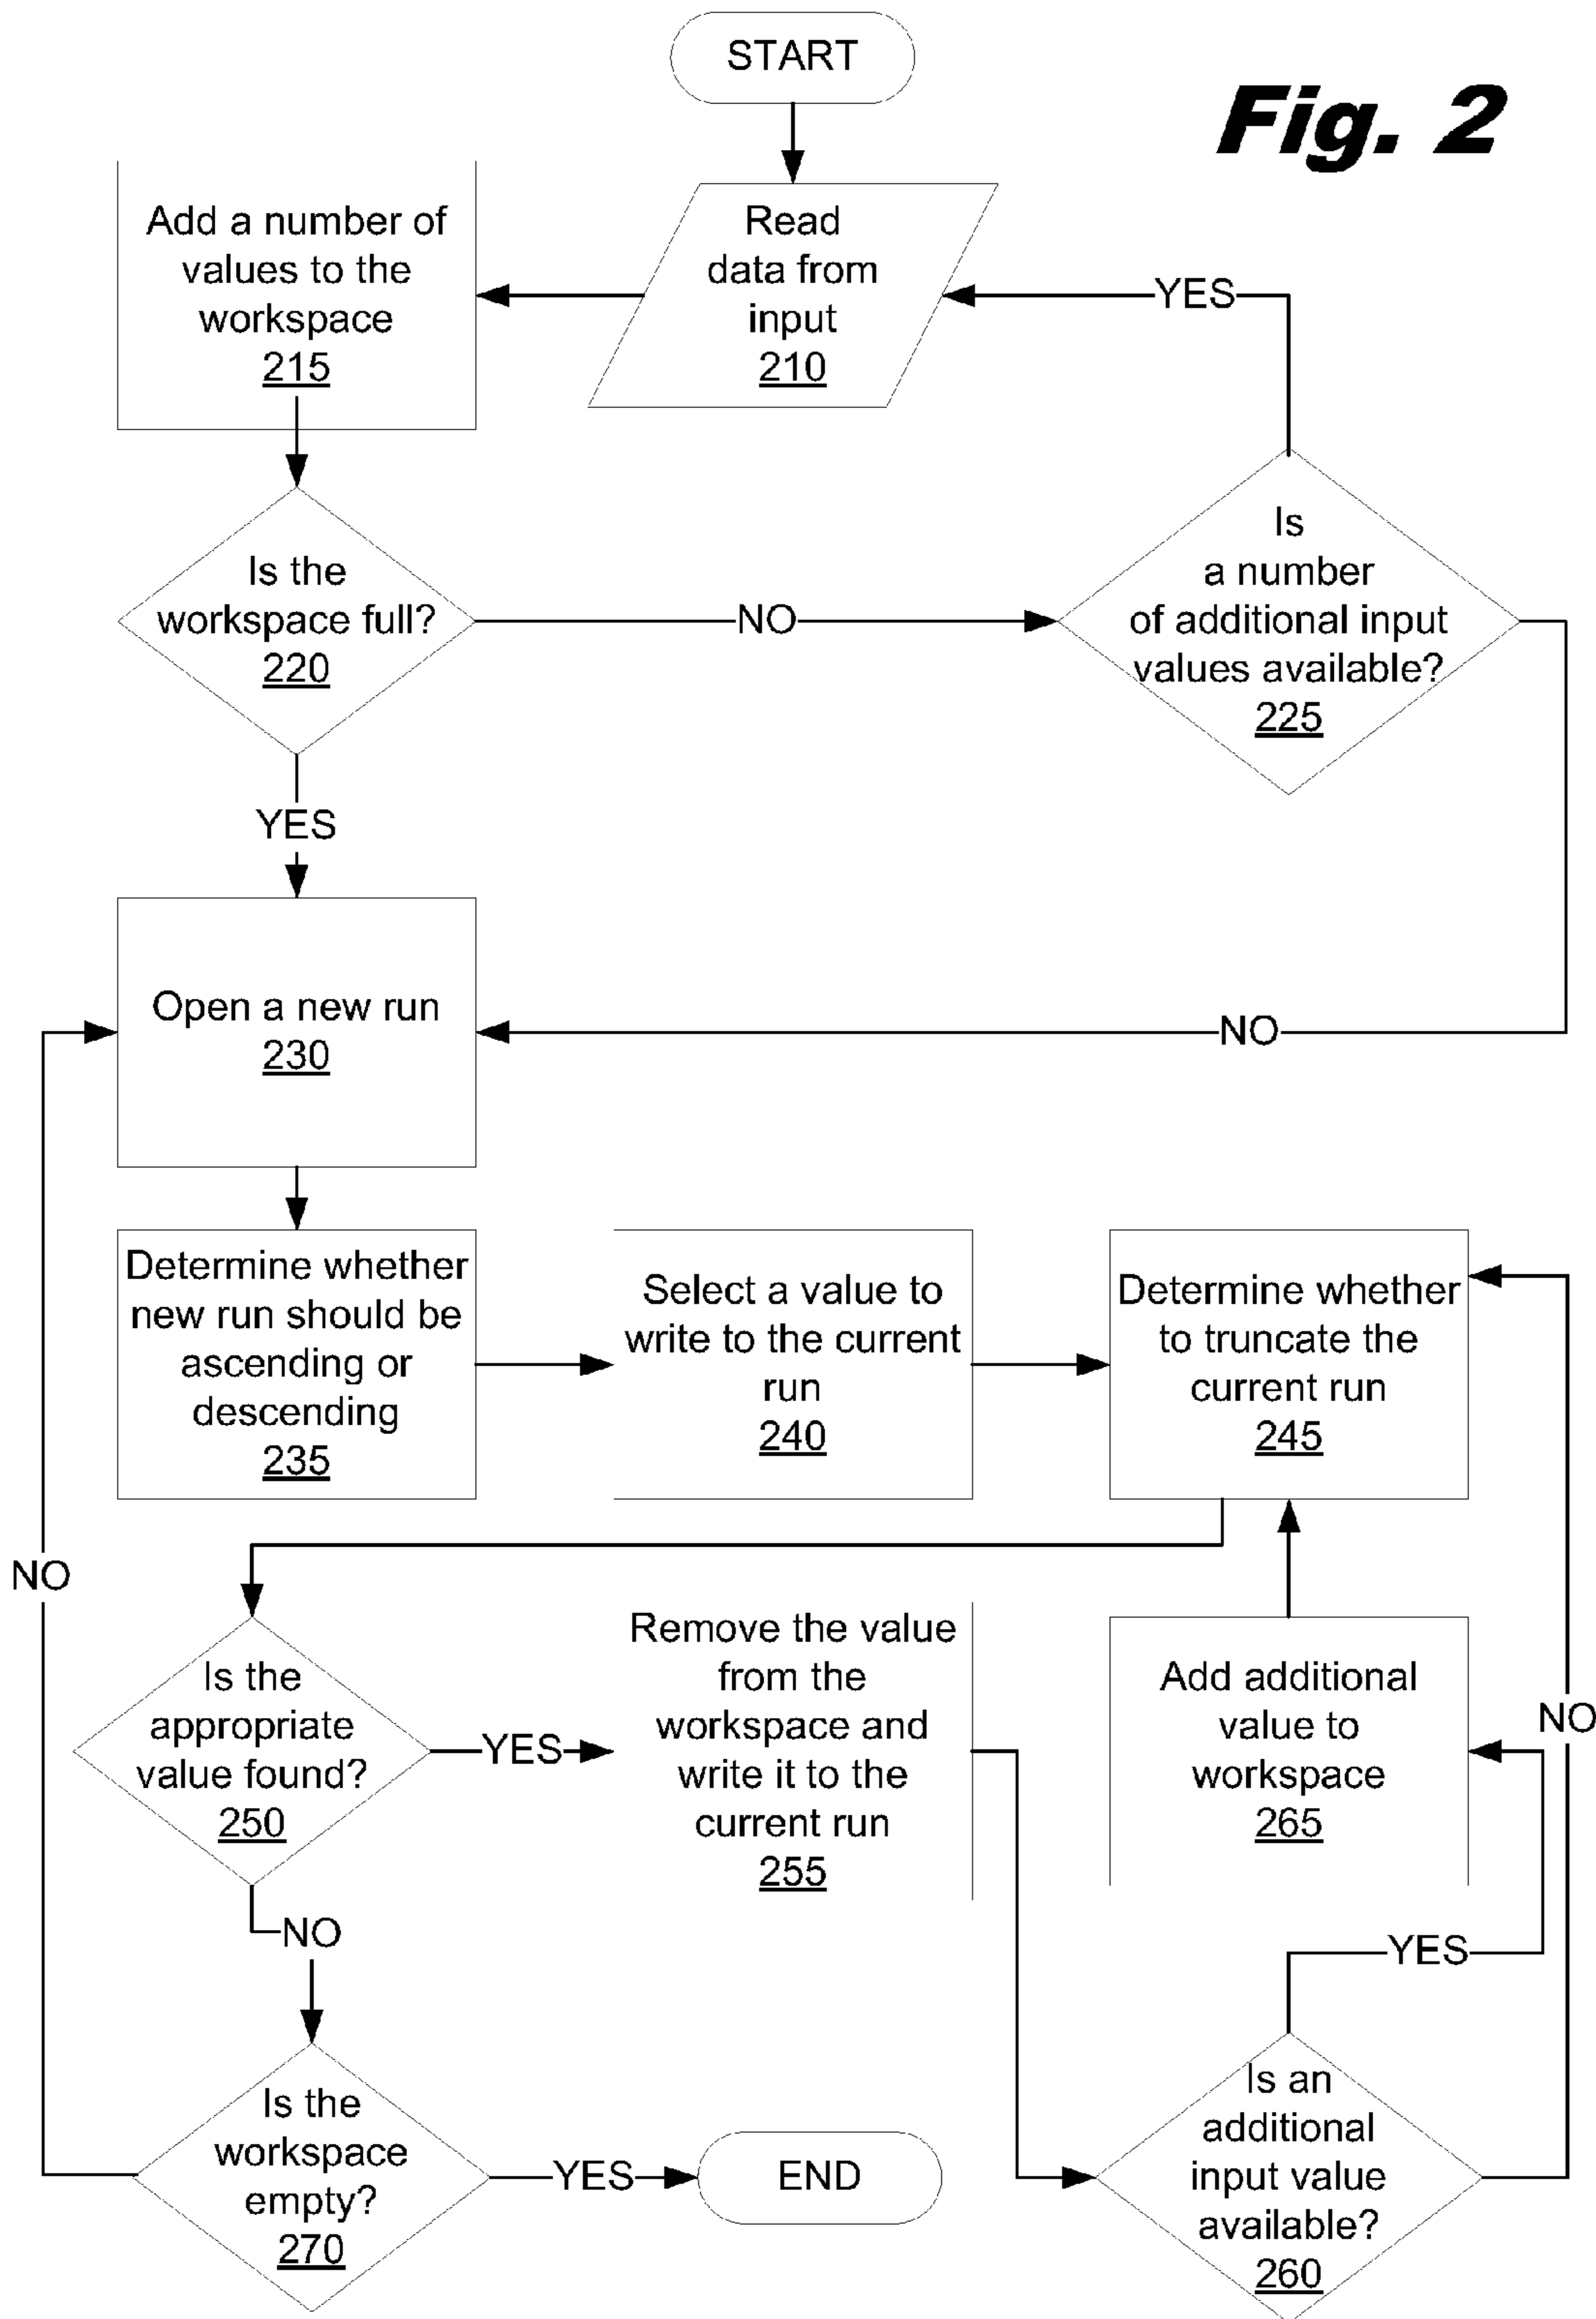 START
Fig. 2
Add a number of
values to the
workspace
215
Read
data from
input
210
YES
Is the
workspace full?
220
NO
Is
a number
of additional input
values available?
225
YES
Open a new run
230
NO
Determine whether
new run should be
ascending or
descending
235
Select a value to
write to the current
run
240
Determine whether
to truncate the
current run
245
NO
Is the
appropriate
value found?
250
YES
Remove the value
from the
workspace and
write it to the
current run
255
Add additional
value to
workspace
265
NO
NO
YES
Is the
workspace
empty?
270
YES
END
Is an
additional
input value
available?
260